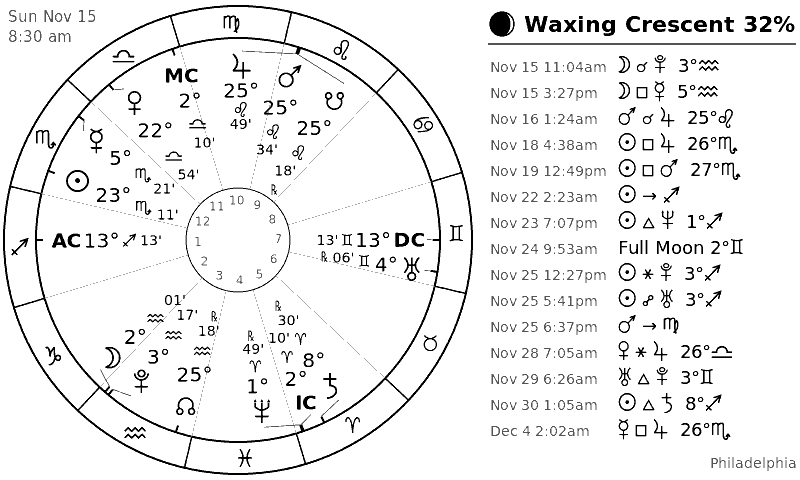 Sun Nov 15
8:30 am
♍ ♌ ♋ ♊ ♉ ♈ ♓ ♒ ♑ ♐ ♏ ♎
MC 2° ♎ 10'
♃ 25° ♌ 49'
♂ 25° ♌ 34'
☋ 25° ♌ 18' ℞
♀ 22° ♎ 54'
☿ 5° ♏ 21'
☉ 23° ♏ 11'
AC 13° ♐ 13'
13' ♊ 13° DC
℞ 06' ♊ 4° ♅
☽ 2° ♒ 01'
♇ 3° ♒ 17'
☊ 25° ♒ 18' ℞
♆ 1° ♈ 49' ℞
IC 2° ♈ 10'
♄ 8° ♈ 30' ℞
1 2 3 4 5 6 7 8 9 10 11 12
Waxing Crescent 32%
Nov 15 11:04am ☽ ☌ ♇ 3°♒
Nov 15 3:27pm ☽ □ ☿ 5°♒
Nov 16 1:24am ♂ ☌ ♃ 25°♌
Nov 18 4:38am ☉ □ ♃ 26°♏
Nov 19 12:49pm ☉ □ ♂ 27°♏
Nov 22 2:23am ☉ → ♐
Nov 23 7:07pm ☉ △ ♆ 1°♐
Nov 24 9:53am Full Moon 2°♊
Nov 25 12:27pm ☉ ⚹ ♇ 3°♐
Nov 25 5:41pm ☉ ☍ ♅ 3°♐
Nov 25 6:37pm ♂ → ♍
Nov 28 7:05am ♀ ⚹ ♃ 26°♎
Nov 29 6:26am ♅ △ ♇ 3°♊
Nov 30 1:05am ☉ △ ♄ 8°♐
Dec 4 2:02am ☿ □ ♃ 26°♏
Philadelphia